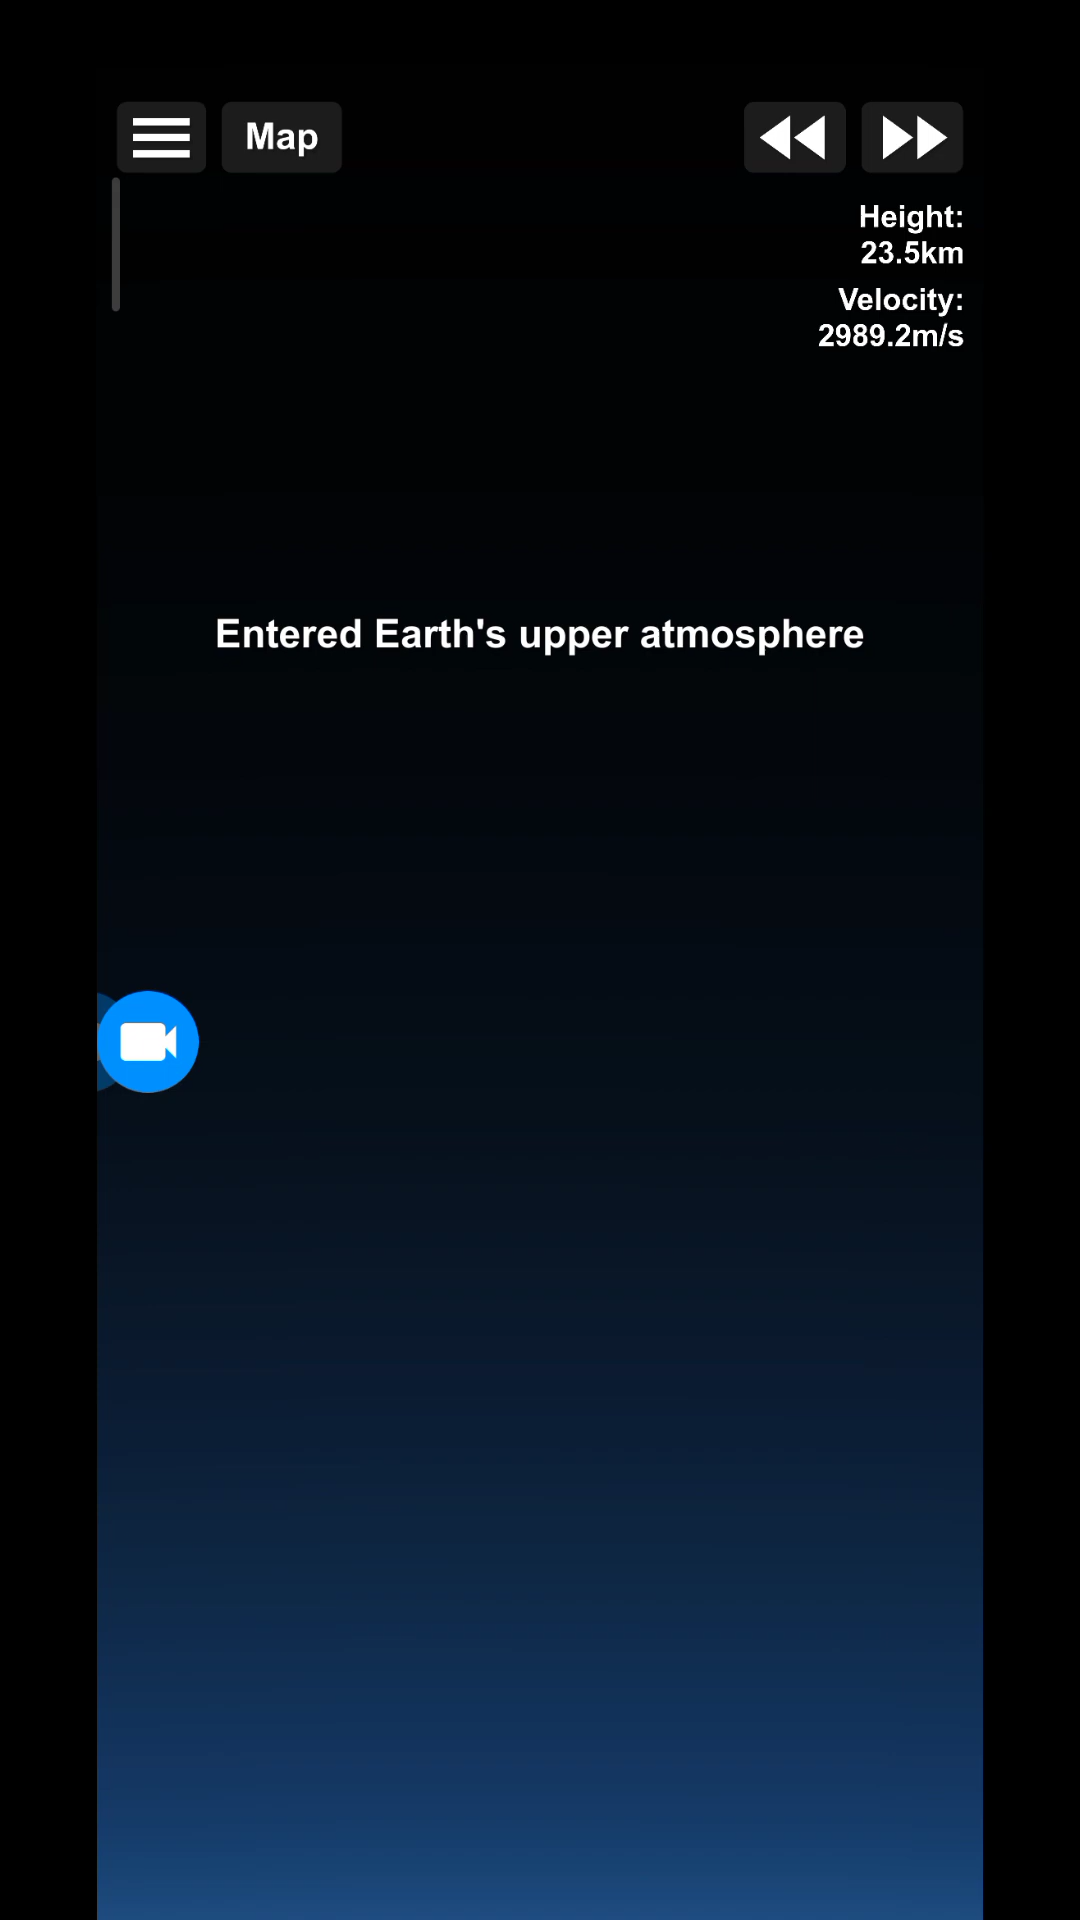 Map
Height:
23.5km
Velocity:
2989.2m/s
Entered Earth's upper atmosphere